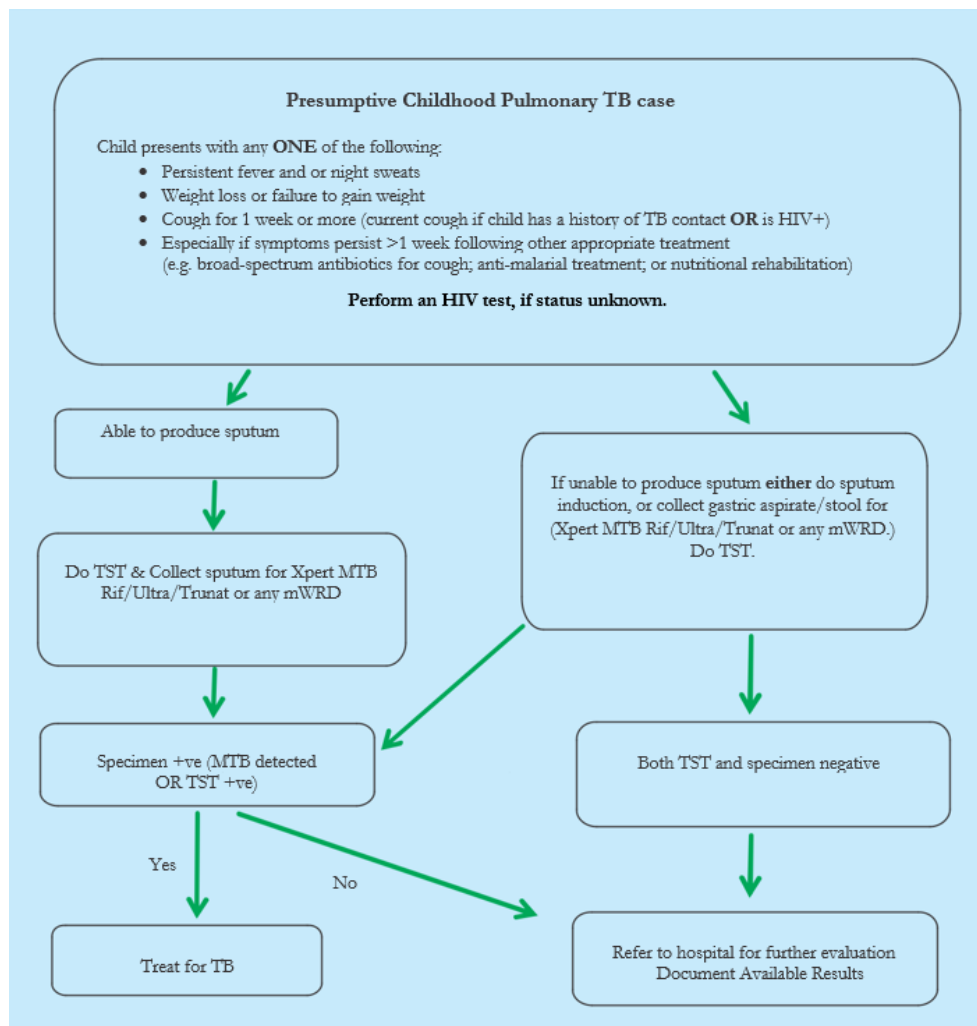 Presumptive Childhood Pulmonary TB case
Child presents with any ONE of the following:
• Persistent fever and or night sweats
• Weight loss or failure to gain weight
• Cough for 1 week or more (current cough if child has a history of TB contact OR is HIV+)
• Especially if symptoms persist >1 week following other appropriate treatment
(e.g. broad-spectrum antibiotics for cough; anti-malarial treatment; or nutritional rehabilitation)
Perform an HIV test, if status unknown.
Able to produce sputum
If unable to produce sputum either do sputum
induction, or collect gastric aspirate/stool for
(Xpert MTB Rif/Ultra/Trunat or any mWRD.)
Do TST.
Do TST & Collect sputum for Xpert MTB
Rif/Ultra/Trunat or any mWRD
Specimen +ve (MTB detected
OR TST +ve)
Both TST and specimen negative
Yes
No
Treat for TB
Refer to hospital for further evaluation
Document Available Results